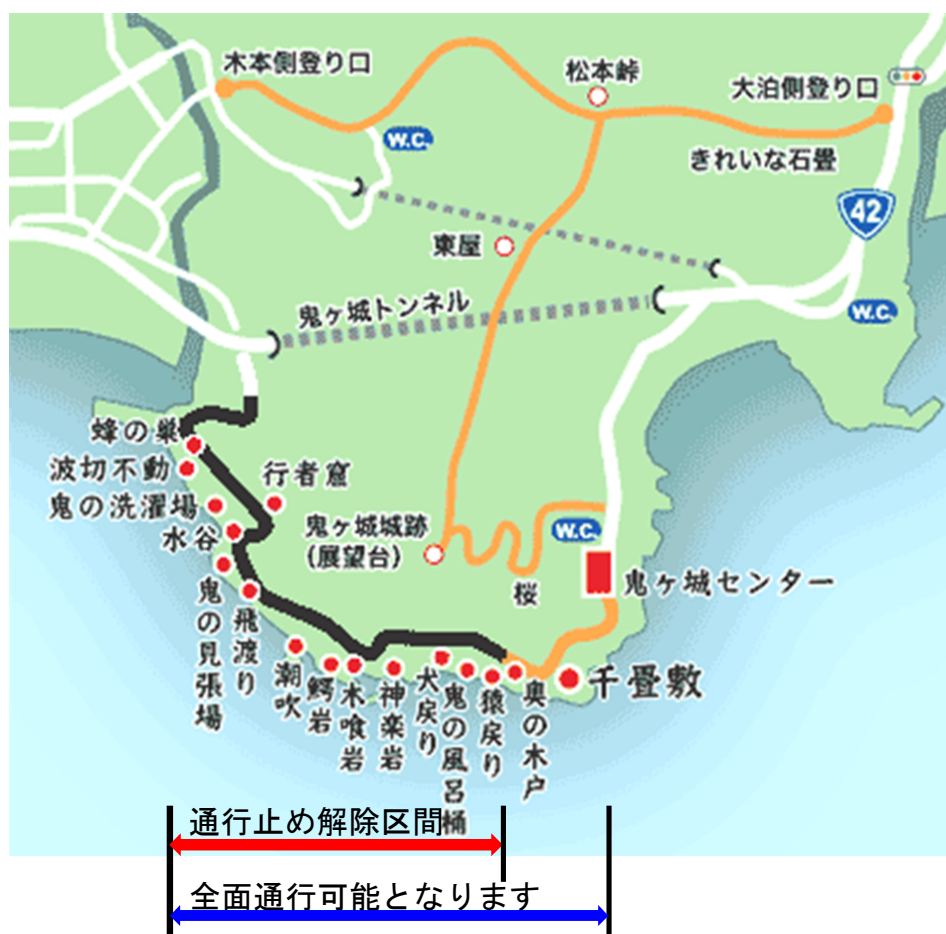 木本側登り口
松本峠
大泊側登り口
W.C.
きれいな石畳
42
東屋
鬼ヶ城トンネル
W.C.
蜂の巣
波切不動
行者窟
鬼の洗濯場
水谷
鬼ヶ城城跡
(展望台)
W.C.
桜
鬼ヶ城センター
鬼の見張場
飛渡り
潮吹
鰐岩
木喰岩
神楽岩
犬戻り
鬼の風呂桶
猿戻り
奥の木戸
千畳敷
通行止め解除区間
全面通行可能となります